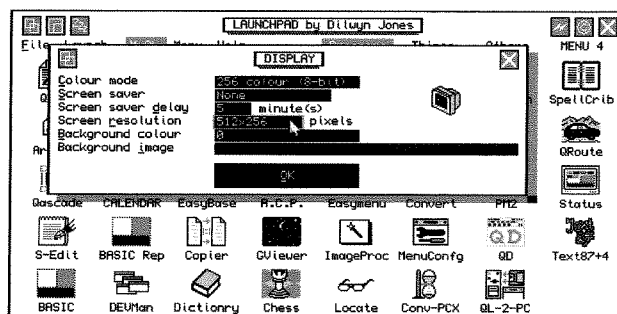 LAUNCHPAD by Dilwyn Jones
MENU 4
DISPLAY
Colour mode 256 colour (8-bit)
Screen saver None
Screen saver delay 5 minute(s)
Screen resolution 512x256 pixels
Background colour 0
Background image
OK
SpellCrib
QRoute
Qascade CALENDAR EasyBase A.C.P. Easymenu Convert PM2 Status
S-Edit BASIC Rep Copier GViewer ImageProc MenuConfg QD Text87+4
BASIC DEVMan Dictionry Chess Locate Conv-PCX QL-2-PC